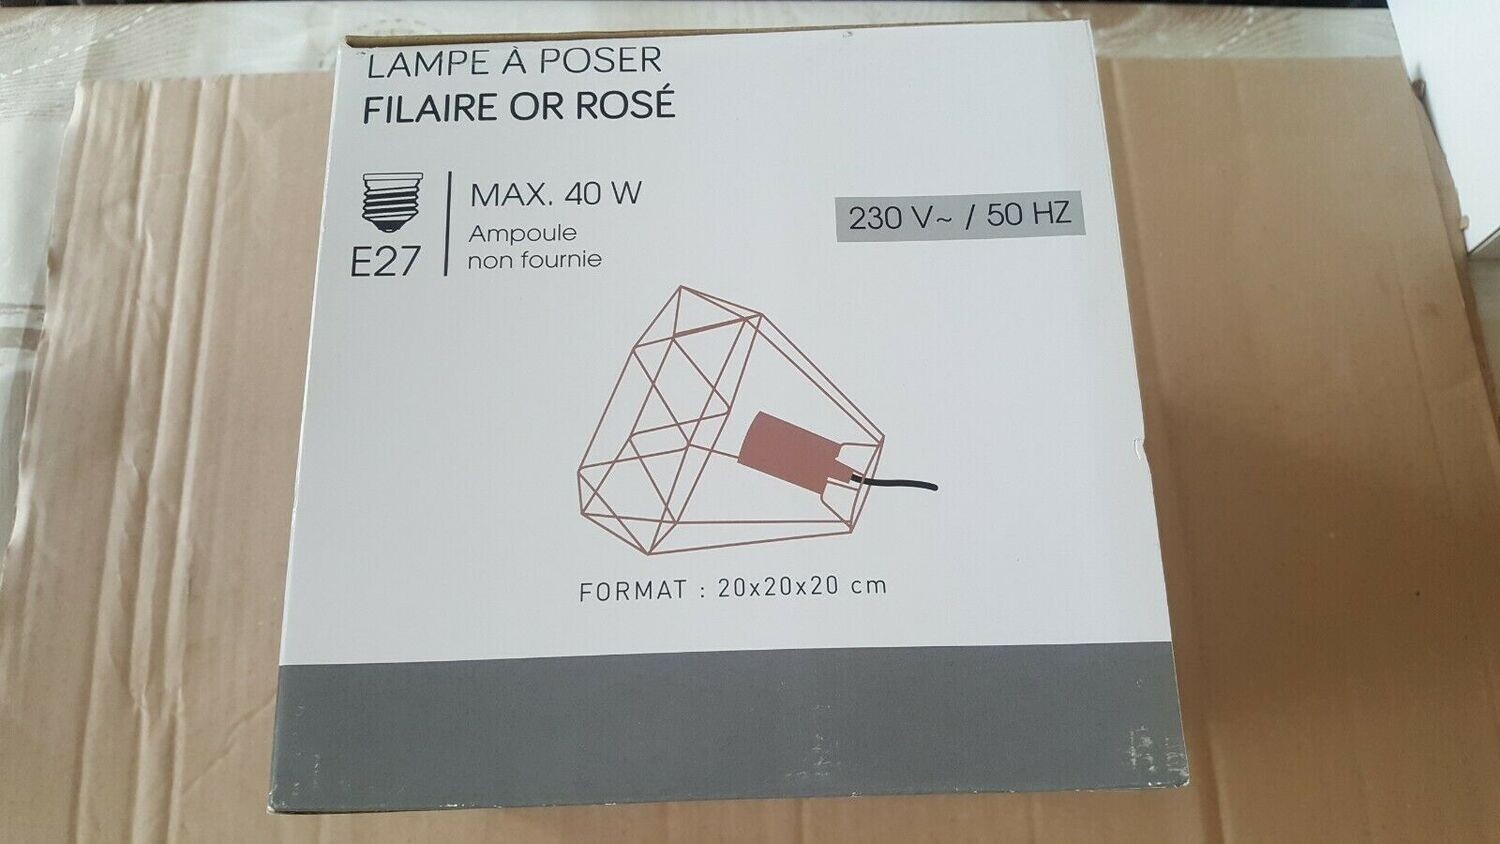 LAMPE À POSER
FILAIRE OR ROSÉ
MAX. 40 W
Ampoule
non fournie
E27
230 V~ / 50 HZ
FORMAT : 20x20x20 cm